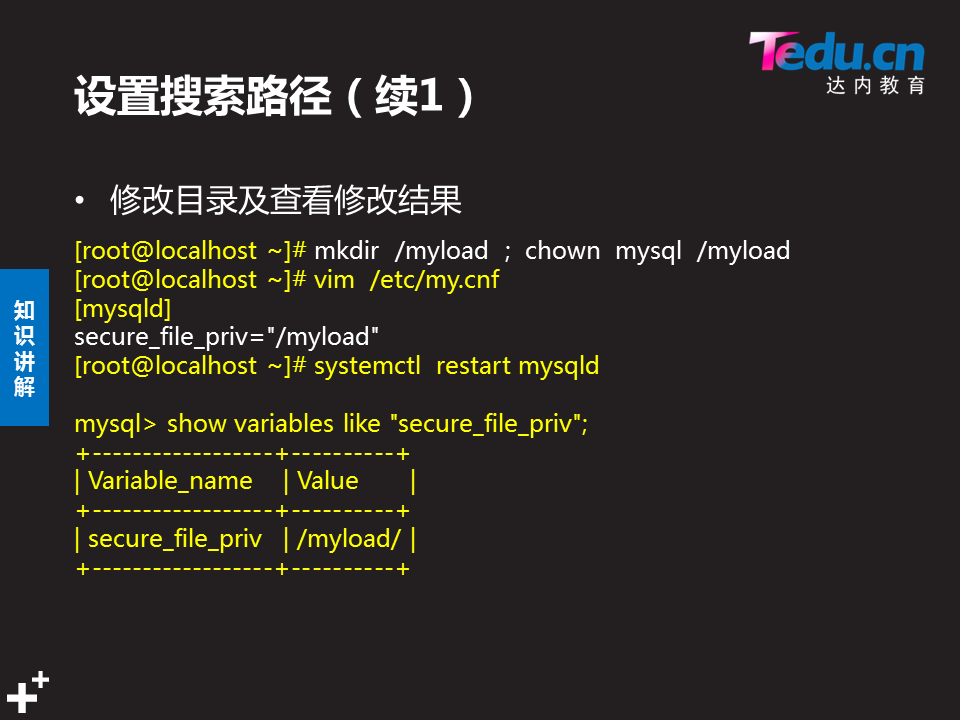 Tedu.cn
达内教育
设置搜索路径（续1）
• 修改目录及查看修改结果
[root@localhost ~]# mkdir /myload ; chown mysql /myload
[root@localhost ~]# vim /etc/my.cnf
[mysqld]
secure_file_priv="/myload"
[root@localhost ~]# systemctl restart mysqld
mysql> show variables like "secure_file_priv";
+------------------+----------+
| Variable_name | Value |
+------------------+----------+
| secure_file_priv | /myload/ |
+------------------+----------+
知识讲解